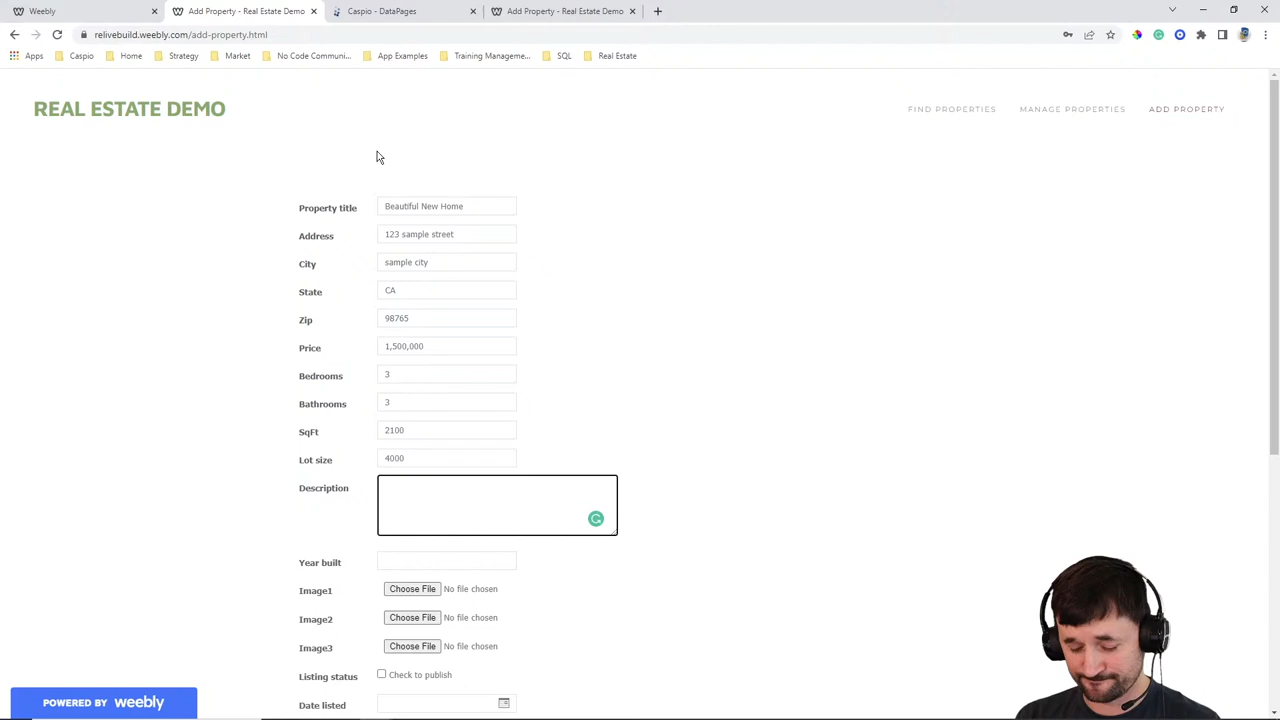 Weebly
Add Property - Real Estate Demo
Caspio - DataPages
Add Property - Real Estate Demo
relivebuild.weebly.com/add-property.html
Apps
Caspio
Home
Strategy
Market
No Code Communi...
App Examples
Training Manageme...
SQL
Real Estate
REAL ESTATE DEMO
FIND PROPERTIES
MANAGE PROPERTIES
ADD PROPERTY
Property title
Beautiful New Home
Address
123 sample street
City
sample city
State
CA
Zip
98765
Price
1,500,000
Bedrooms
3
Bathrooms
3
SqFt
2100
Lot size
4000
Description
Year built
Image1
Choose File No file chosen
Image2
Choose File No file chosen
Image3
Choose File No file chosen
Listing status
Check to publish
Date listed
POWERED BY weebly